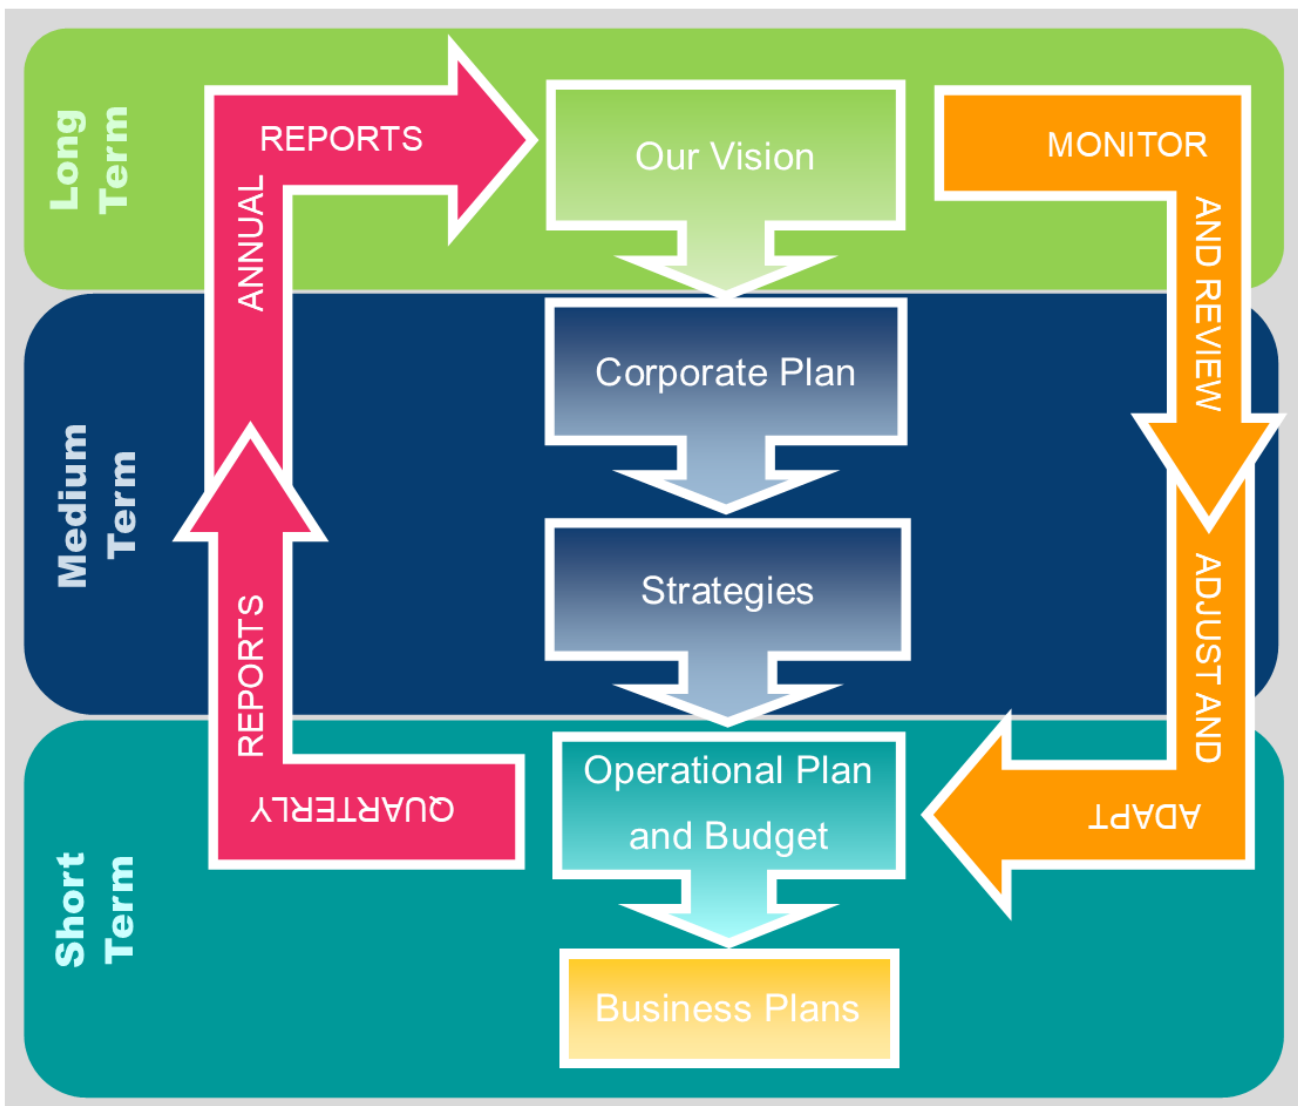 Long
Term
REPORTS
ANNUAL
Our Vision
MONITOR
AND REVIEW
Medium
Term
Corporate Plan
Strategies
REPORTS
ADJUST AND
Short
Term
QUARTERLY
Operational Plan
and Budget
ADAPT
Business Plans